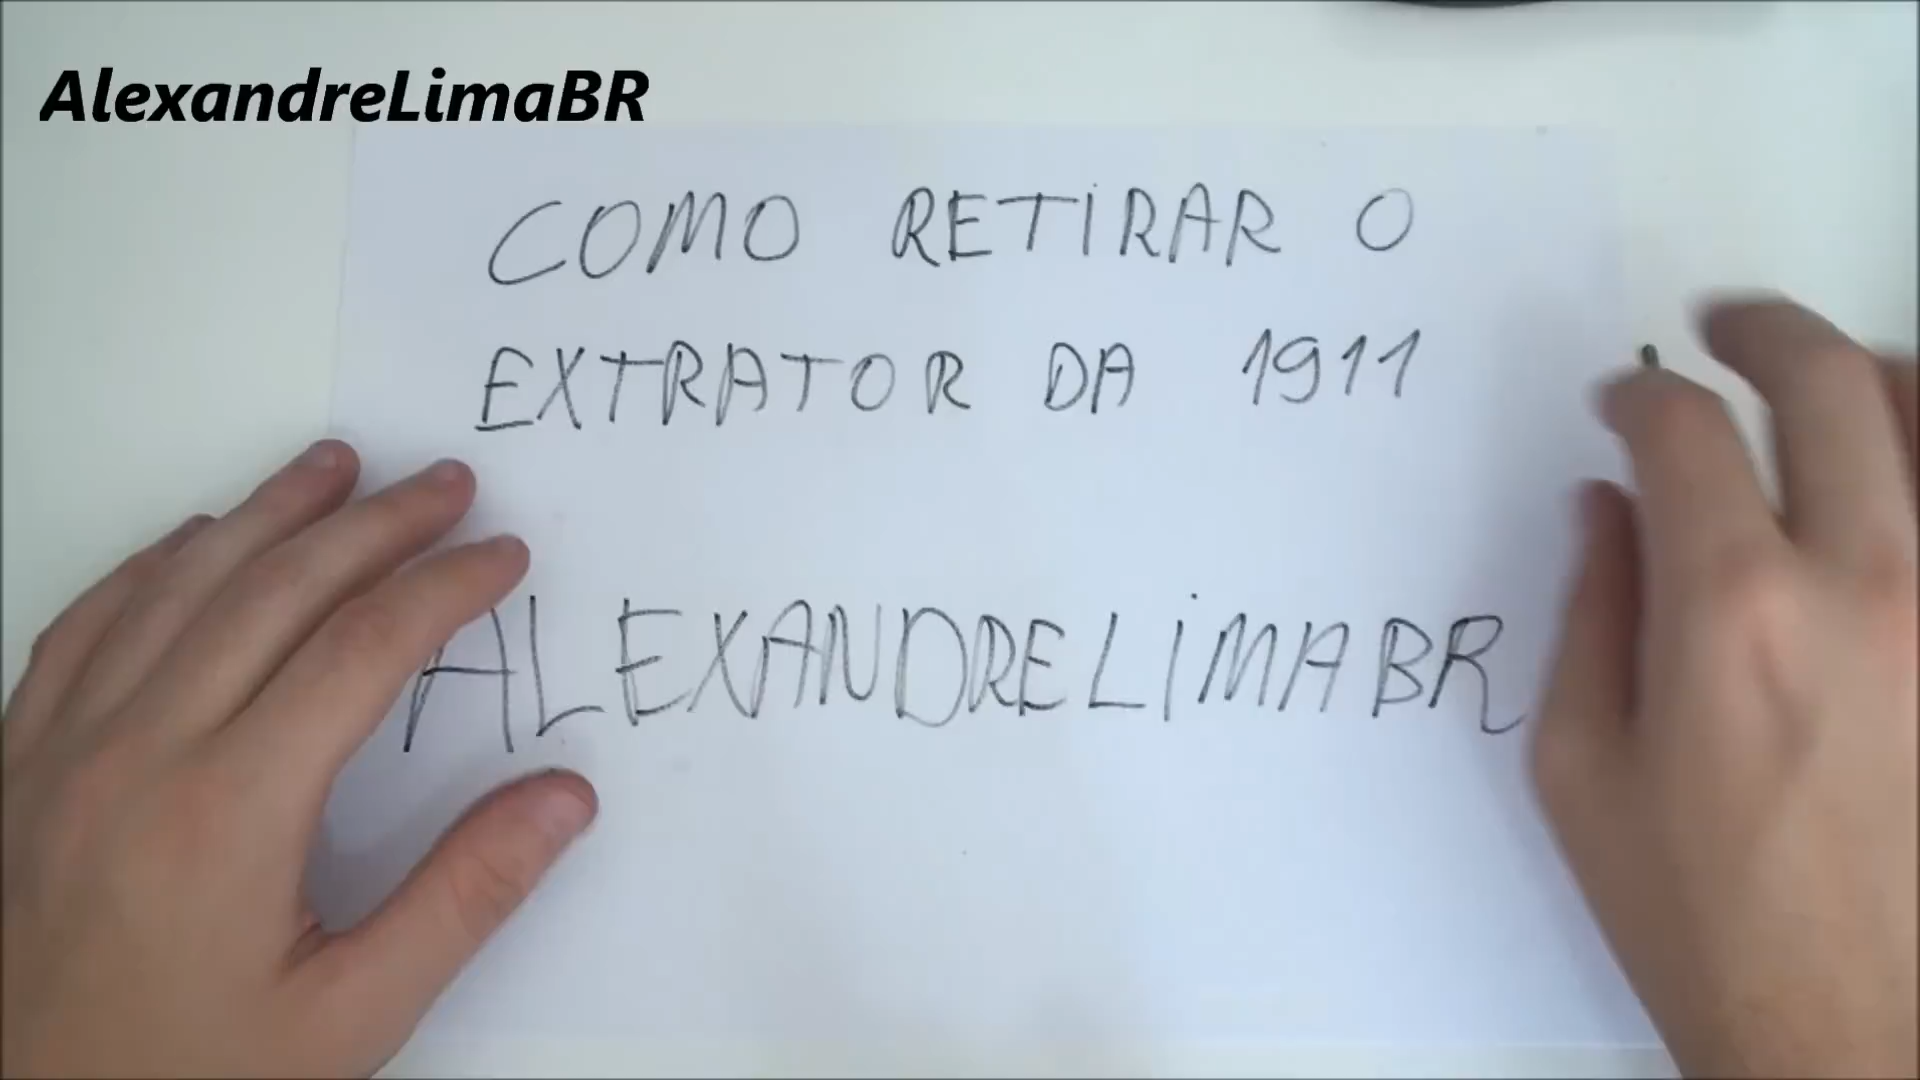 AlexandreLimaBR
COMO RETIRAR O
EXTRATOR DA 1911
ALEXANDRELIMABR